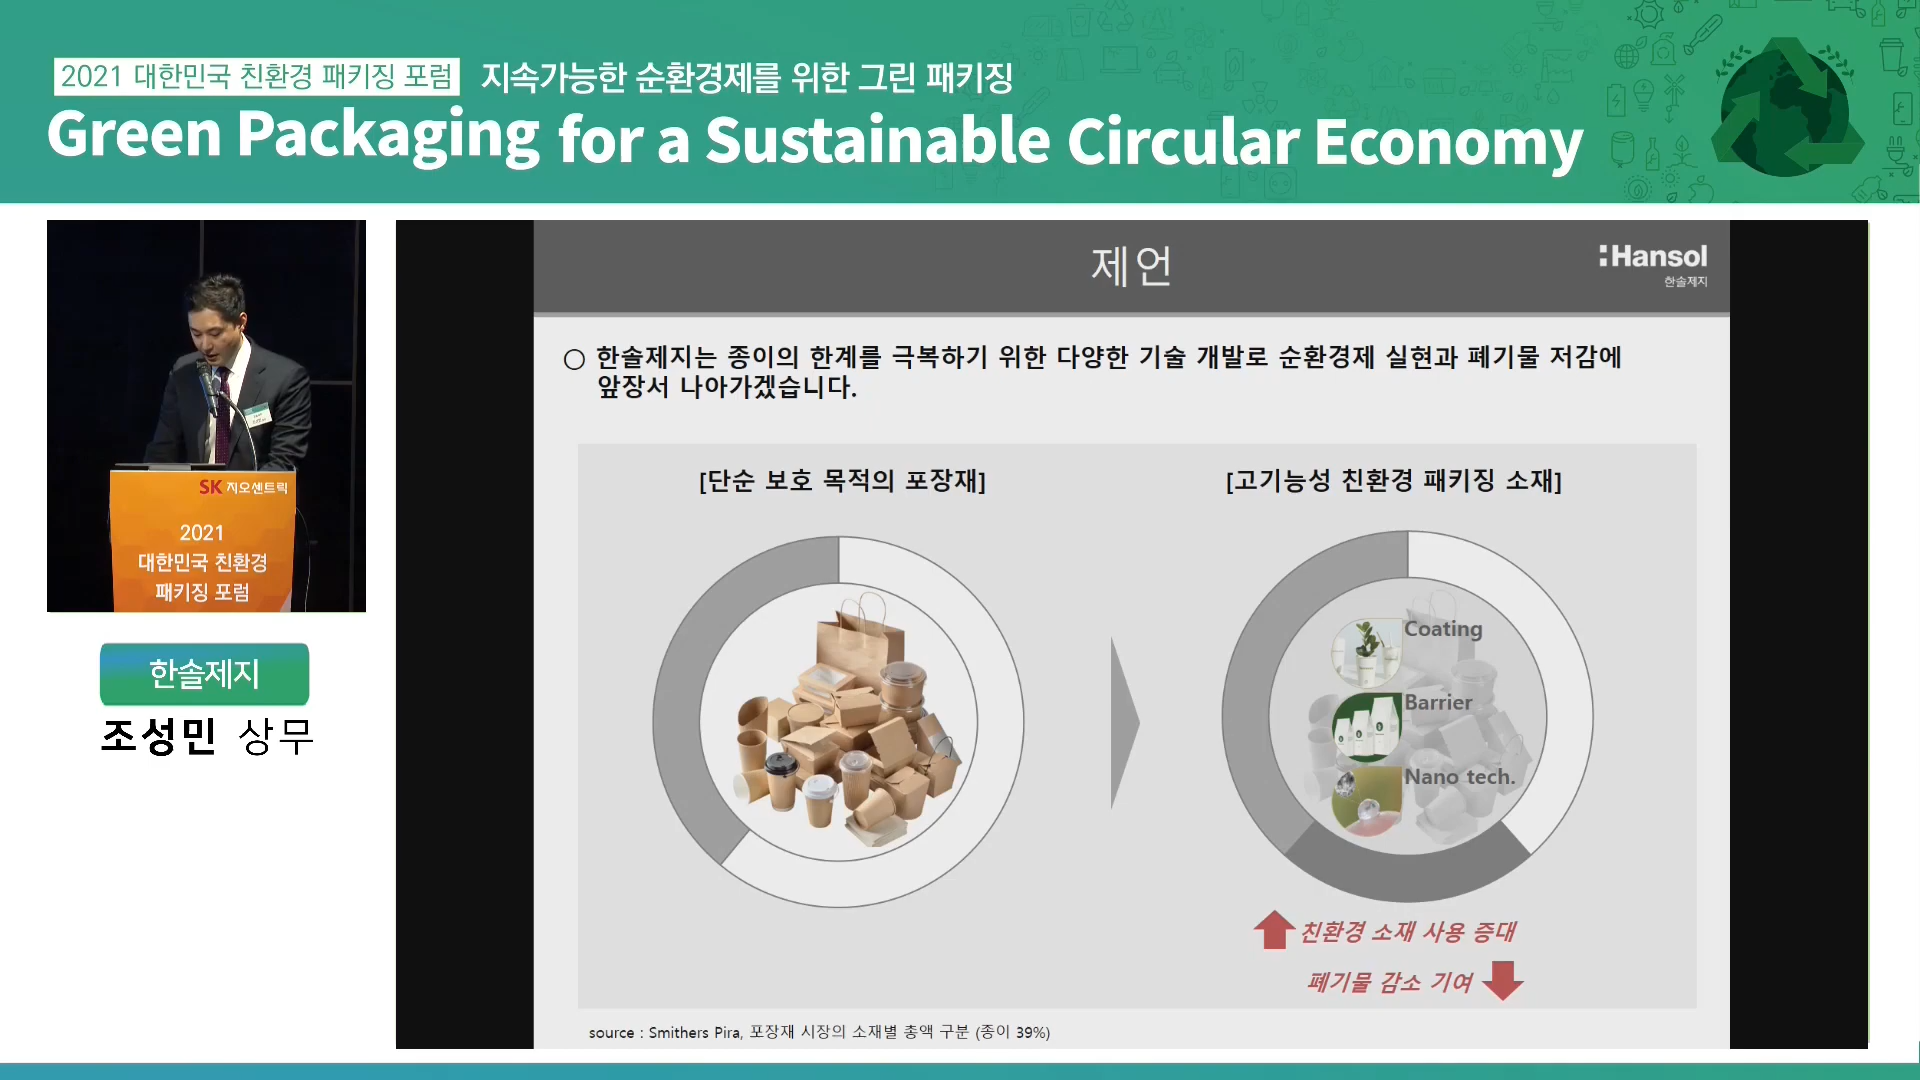 2021 대한민국 친환경 패키징 포럼 지속가능한 순환경제를 위한 그린 패키징
Green Packaging for a Sustainable Circular Economy
SK 지오센트릭
2021
대한민국 친환경
패키징 포럼
한솔제지
조성민 상무
제언
Hansol
한솔제지
○ 한솔제지는 종이의 한계를 극복하기 위한 다양한 기술 개발로 순환경제 실현과 폐기물 저감에
앞장서 나아가겠습니다.
[단순 보호 목적의 포장재]
[고기능성 친환경 패키징 소재]
Coating
Barrier
Nano tech.
친환경 소재 사용 증대
폐기물 감소 기여
source : Smithers Pira, 포장재 시장의 소재별 총액 구분 (종이 39%)